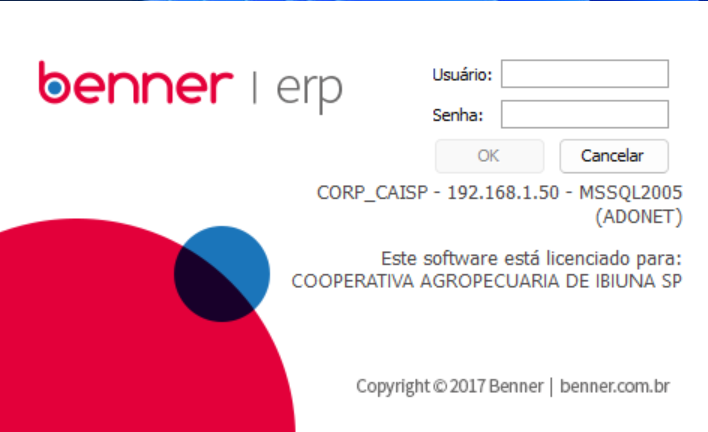 benner | erp
Usuário:
Senha:
OK
Cancelar
CORP_CAISP - 192.168.1.50 - MSSQL2005
(ADONET)
Este software está licenciado para:
COOPERATIVA AGROPECUARIA DE IBIUNA SP
Copyright © 2017 Benner | benner.com.br